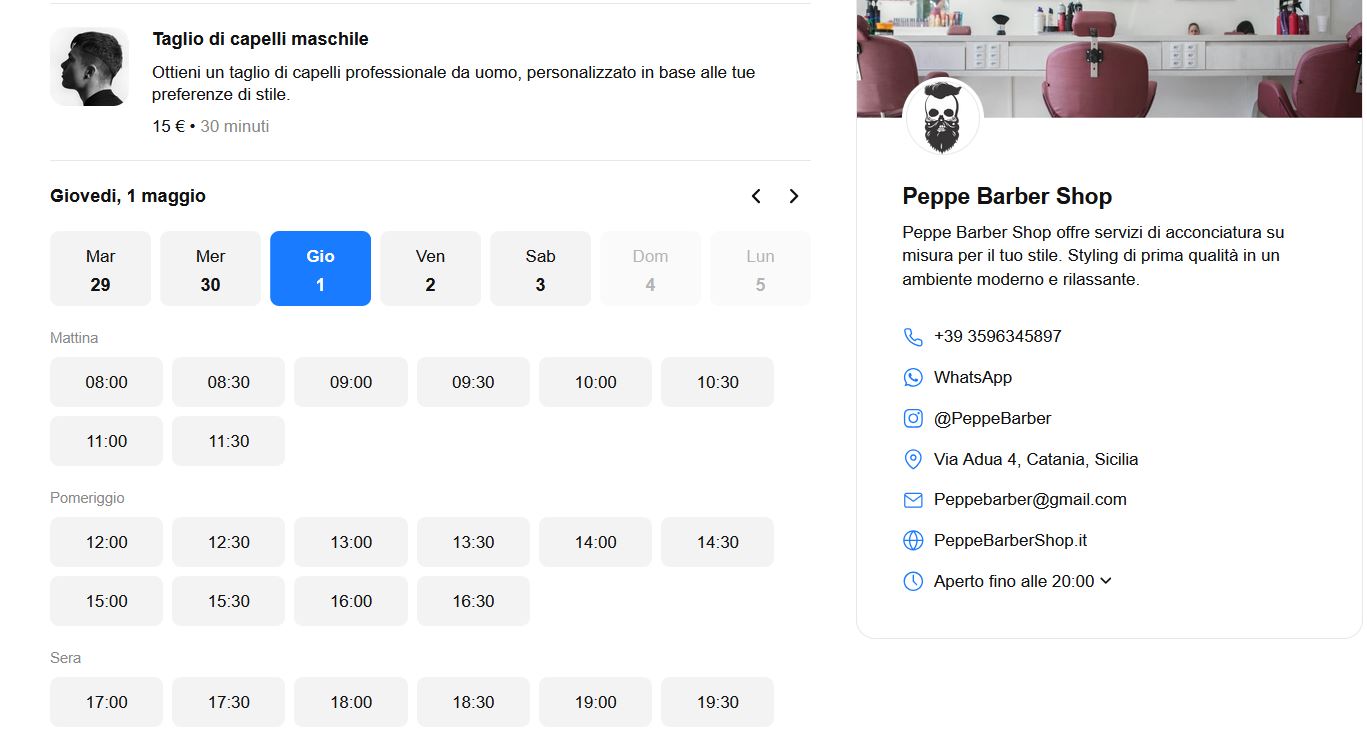 Taglio di capelli maschile
Ottieni un taglio di capelli professionale da uomo, personalizzato in base alle tue
preferenze di stile.
15 € • 30 minuti
Giovedi, 1 maggio
Mar Mer Gio Ven Sab Dom Lun
29 30 1 2 3 4 5
Mattina
08:00 08:30 09:00 09:30 10:00 10:30
11:00 11:30
Pomeriggio
12:00 12:30 13:00 13:30 14:00 14:30
15:00 15:30 16:00 16:30
Sera
17:00 17:30 18:00 18:30 19:00 19:30
Peppe Barber Shop
Peppe Barber Shop offre servizi di acconciatura su
misura per il tuo stile. Styling di prima qualità in un
ambiente moderno e rilassante.
+39 3596345897
WhatsApp
@PeppeBarber
Via Adua 4, Catania, Sicilia
Peppebarber@gmail.com
PeppeBarberShop.it
Aperto fino alle 20:00